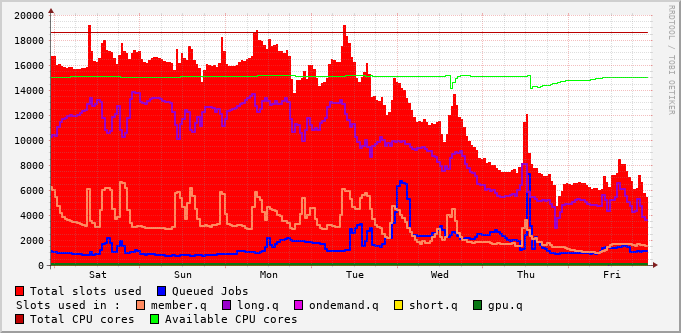 20000
18000
16000
14000
12000
10000
8000
6000
4000
2000
0
Sat Sun Mon Tue Wed Thu Fri
RRDTOOL / TOBI OETIKER
Total slots used Queued Jobs
Slots used in : member.q long.q ondemand.q short.q gpu.q
Total CPU cores Available CPU cores